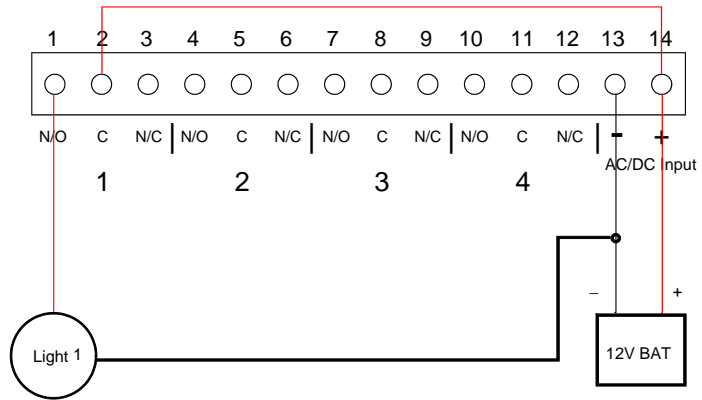 1 2 3 4 5 6 7 8 9 10 11 12 13 14
N/O C N/C N/O C N/C N/O C N/C N/O C N/C - +
AC/DC Input
1 2 3 4
− +
Light 1
12V BAT